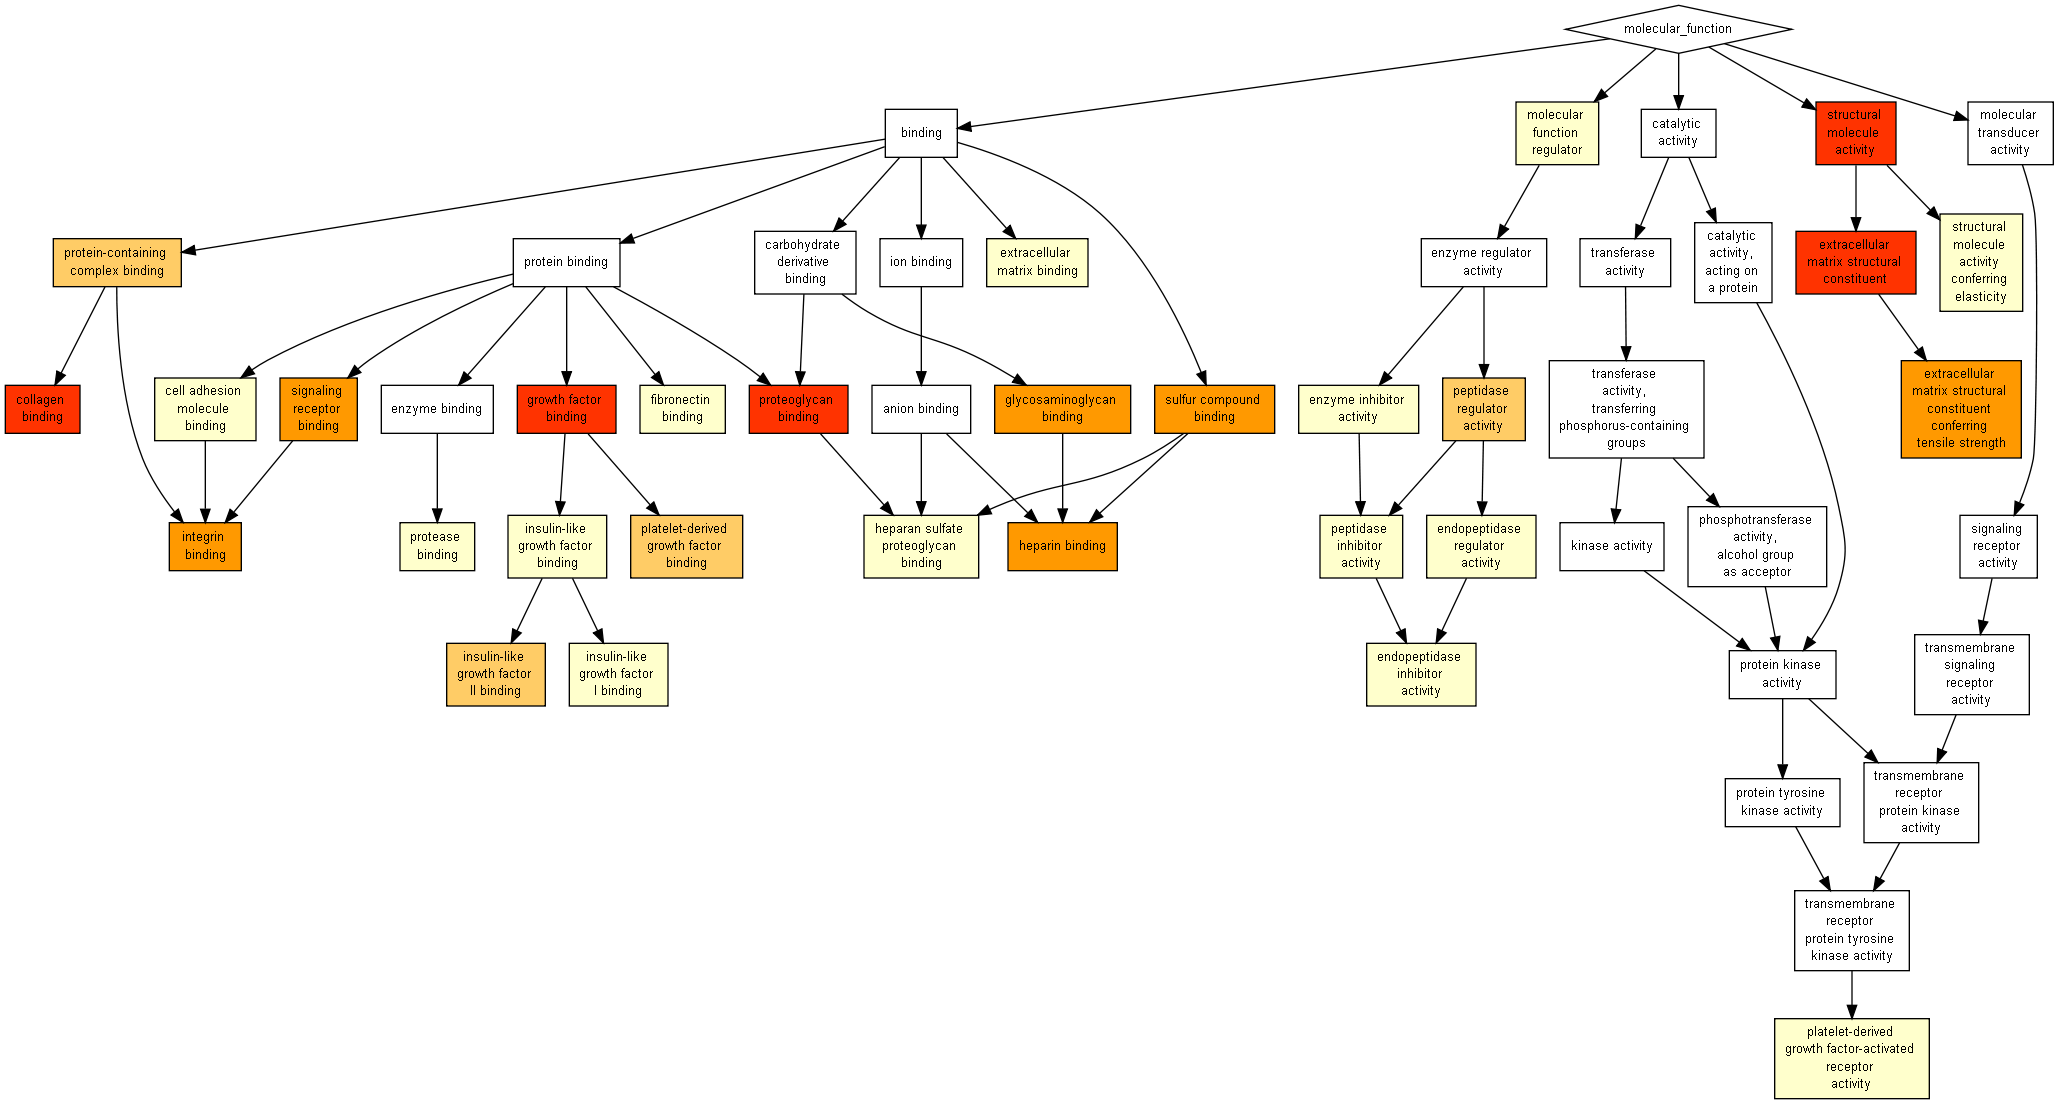 molecular_function
binding
molecular
function
regulator
catalytic
activity
structural
molecule
activity
molecular
transducer
activity
protein-containing
complex binding
protein binding
carbohydrate
derivative
binding
ion binding
extracellular
matrix binding
enzyme regulator
activity
transferase
activity
catalytic
activity,
acting on
a protein
extracellular
matrix structural
constituent
structural
molecule
activity
conferring
elasticity
collagen
binding
cell adhesion
molecule
binding
signaling
receptor
binding
enzyme binding
growth factor
binding
fibronectin
binding
proteoglycan
binding
anion binding
glycosaminoglycan
binding
sulfur compound
binding
enzyme inhibitor
activity
peptidase
regulator
activity
transferase
activity,
transferring
phosphorus-containing
groups
extracellular
matrix structural
constituent
conferring
tensile strength
integrin
binding
protease
binding
insulin-like
growth factor
binding
platelet-derived
growth factor
binding
heparan sulfate
proteoglycan
binding
heparin binding
peptidase
inhibitor
activity
endopeptidase
regulator
activity
kinase activity
phosphotransferase
activity,
alcohol group
as acceptor
signaling
receptor
activity
insulin-like
growth factor
II binding
insulin-like
growth factor
I binding
endopeptidase
inhibitor
activity
protein kinase
activity
transmembrane
signaling
receptor
activity
protein tyrosine
kinase activity
transmembrane
receptor
protein kinase
activity
transmembrane
receptor
protein tyrosine
kinase activity
platelet-derived
growth factor-activated
receptor
activity